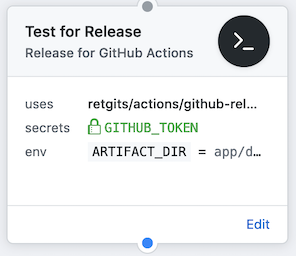 Test for Release
Release for GitHub Actions
uses retgits/actions/github-rel...
secrets GITHUB_TOKEN
env ARTIFACT_DIR = app/d...
Edit